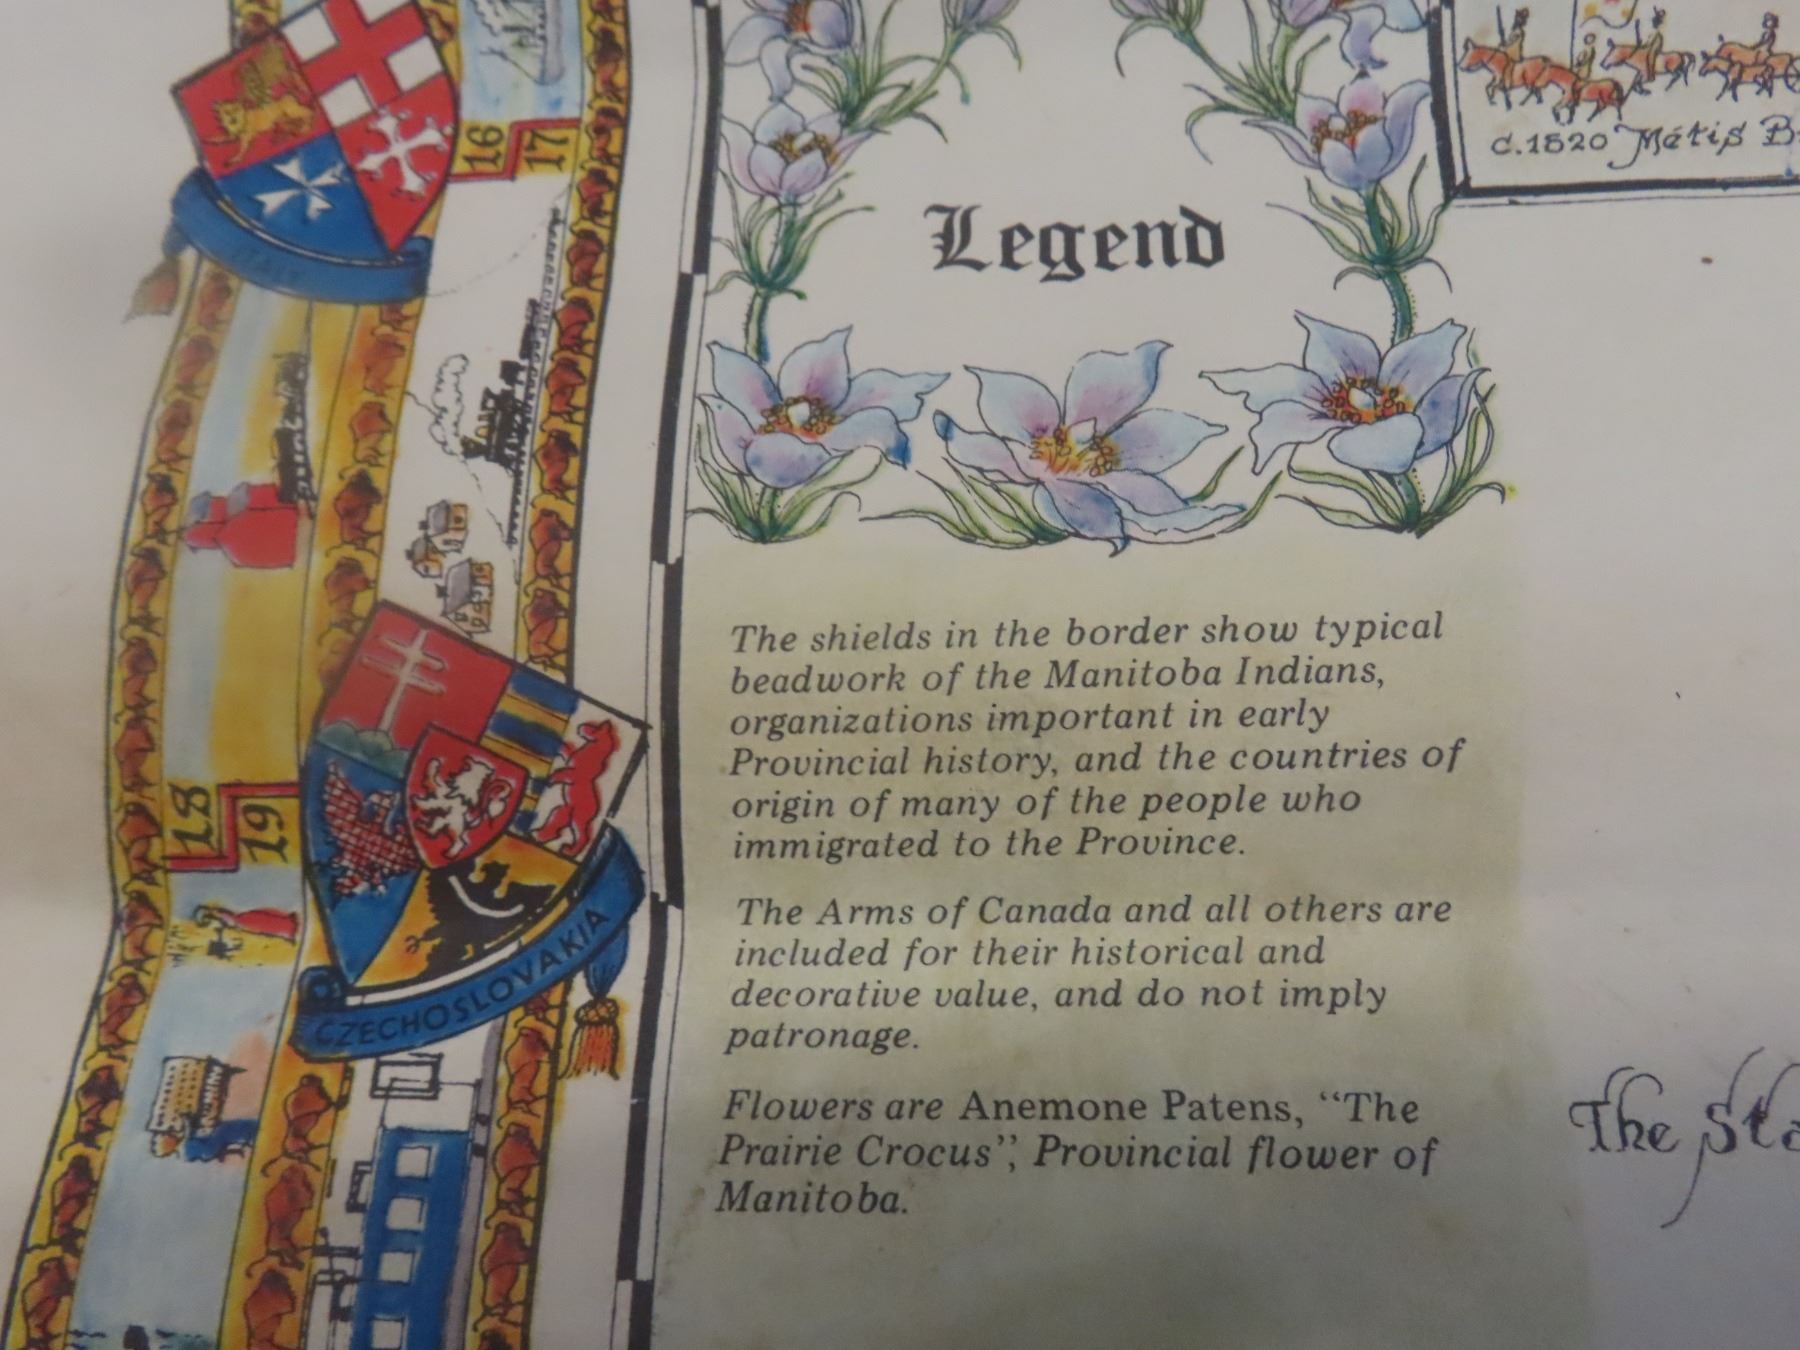 ITALY
16
17
18
19
CZECHOSLOVAKIA
c.1820 Métis
Legend
The shields in the border show typical
beadwork of the Manitoba Indians,
organizations important in early
Provincial history, and the countries of
origin of many of the people who
immigrated to the Province.
The Arms of Canada and all others are
included for their historical and
decorative value, and do not imply
patronage.
Flowers are Anemone Patens, “The
Prairie Crocus”, Provincial flower of
Manitoba.
The